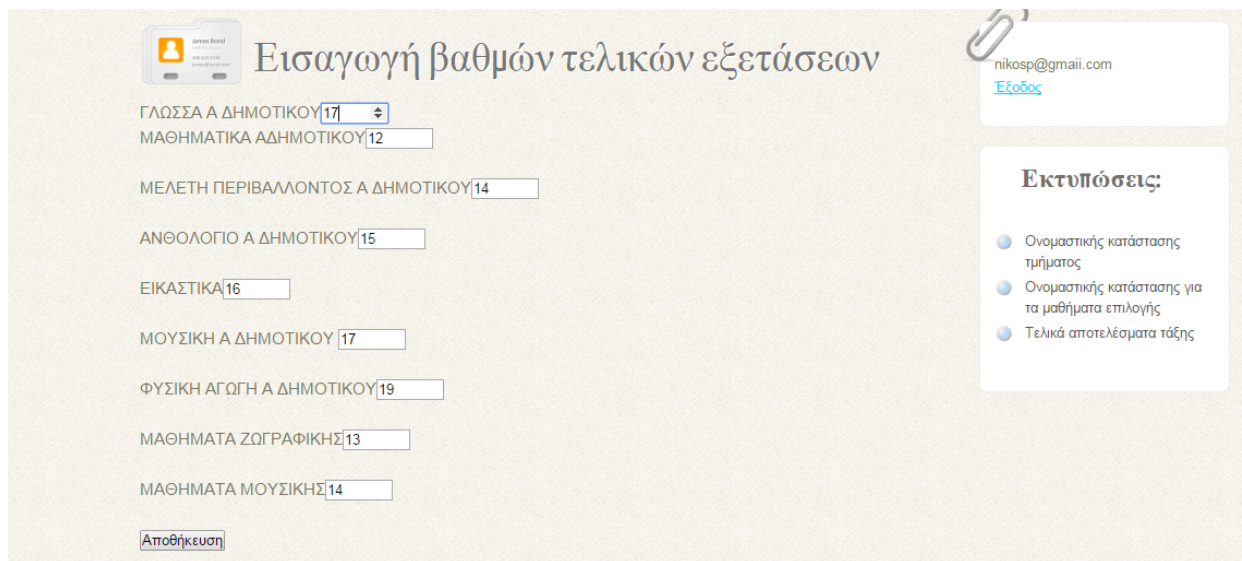 James Bond
Εισαγωγή βαθμών τελικών εξετάσεων
ΓΛΩΣΣΑ Α ΔΗΜΟΤΙΚΟΥ 17
ΜΑΘΗΜΑΤΙΚΑ ΑΔΗΜΟΤΙΚΟΥ 12
ΜΕΛΕΤΗ ΠΕΡΙΒΑΛΛΟΝΤΟΣ Α ΔΗΜΟΤΙΚΟΥ 14
ΑΝΘΟΛΟΓΙΟ Α ΔΗΜΟΤΙΚΟΥ 15
ΕΙΚΑΣΤΙΚΑ 16
ΜΟΥΣΙΚΗ Α ΔΗΜΟΤΙΚΟΥ 17
ΦΥΣΙΚΗ ΑΓΩΓΗ Α ΔΗΜΟΤΙΚΟΥ 19
ΜΑΘΗΜΑΤΑ ΖΩΓΡΑΦΙΚΗΣ 13
ΜΑΘΗΜΑΤΑ ΜΟΥΣΙΚΗΣ 14
Αποθήκευση
nikosp@gmaii.com
Έξοδος
Εκτυπώσεις:
Ονομαστικής κατάστασης
τμήματος
Ονομαστικής κατάστασης για
τα μαθήματα επιλογής
Τελικά αποτελέσματα τάξης